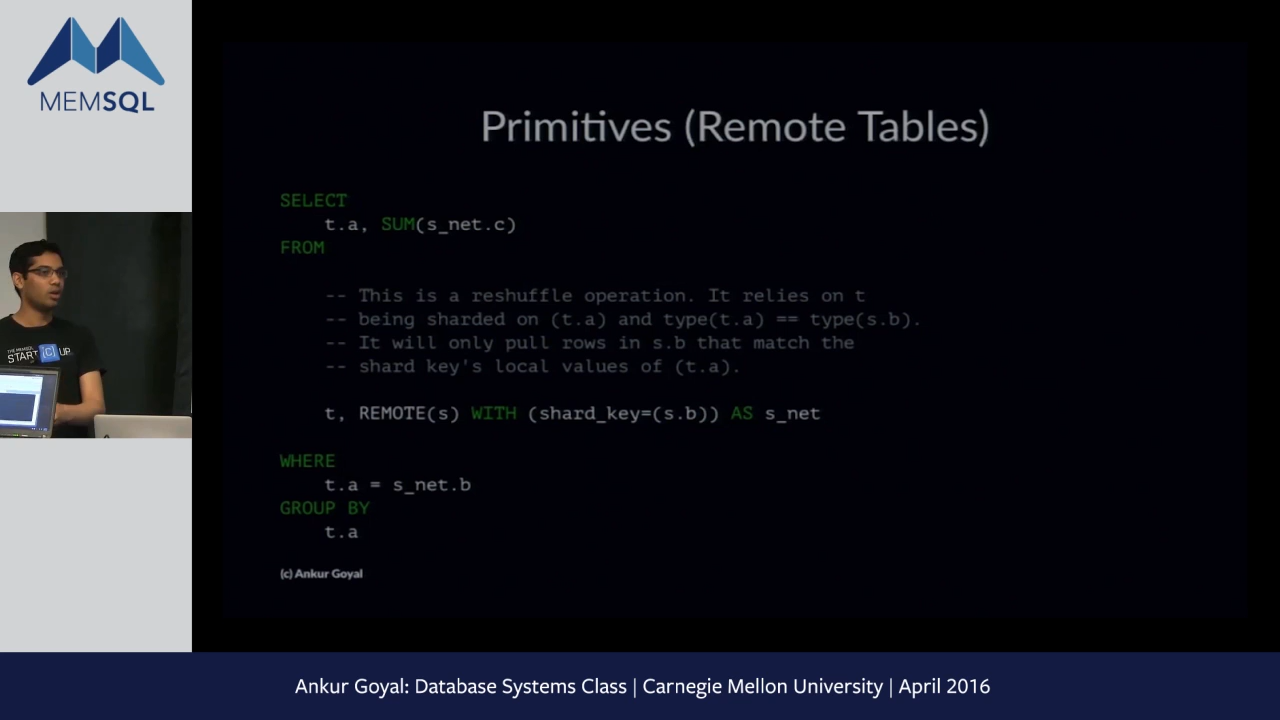 MEMSQL
Primitives (Remote Tables)
SELECT
t.a, SUM(s_net.c)
FROM
-- This is a reshuffle operation. It relies on t
-- being sharded on (t.a) and type(t.a) == type(s.b).
-- It will only pull rows in s.b that match the
-- shard key's local values of (t.a).
t, REMOTE(s) WITH (shard_key=(s.b)) AS s_net
WHERE
t.a = s_net.b
GROUP BY
t.a
(c) Ankur Goyal
START [C] UP
Ankur Goyal: Database Systems Class | Carnegie Mellon University | April 2016